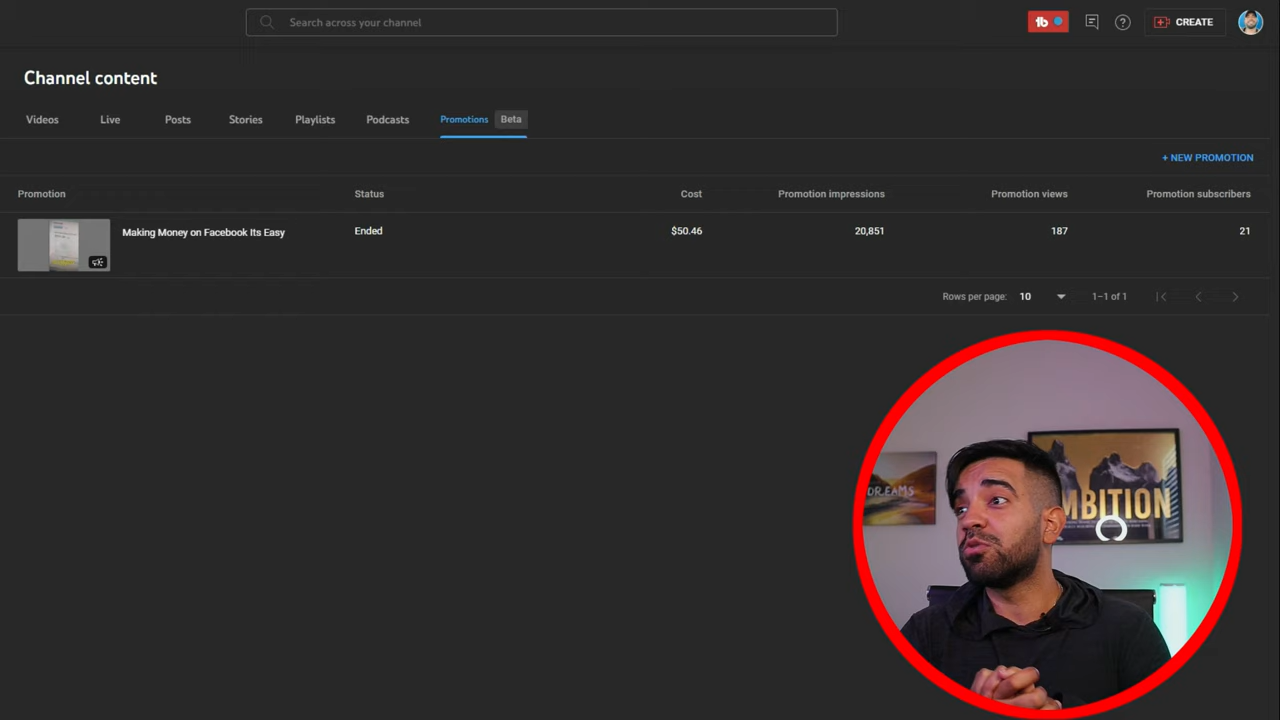 Search across your channel
CREATE
Channel content
Videos Live Posts Stories Playlists Podcasts Promotions Beta
+ NEW PROMOTION
Promotion Status Cost Promotion impressions Promotion views Promotion subscribers
Making Money on Facebook Its Easy Ended $50.46 20,851 187 21
Rows per page: 10 1–1 of 1
DREAMS
MBITION